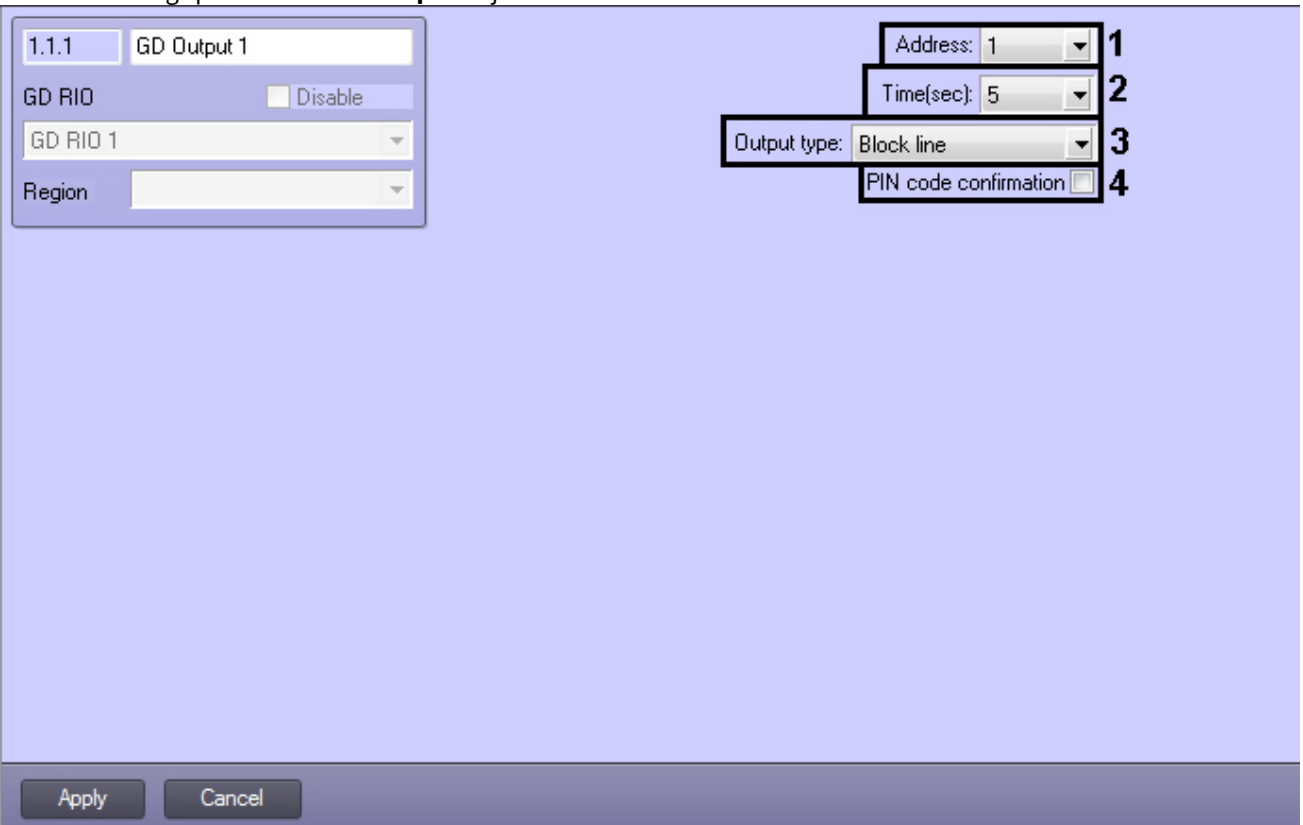 1.1.1 GD Output 1
GD RIO Disable
GD RIO 1
Region
Address: 1 1
Time(sec): 5 2
Output type: Block line 3
PIN code confirmation 4
Apply Cancel